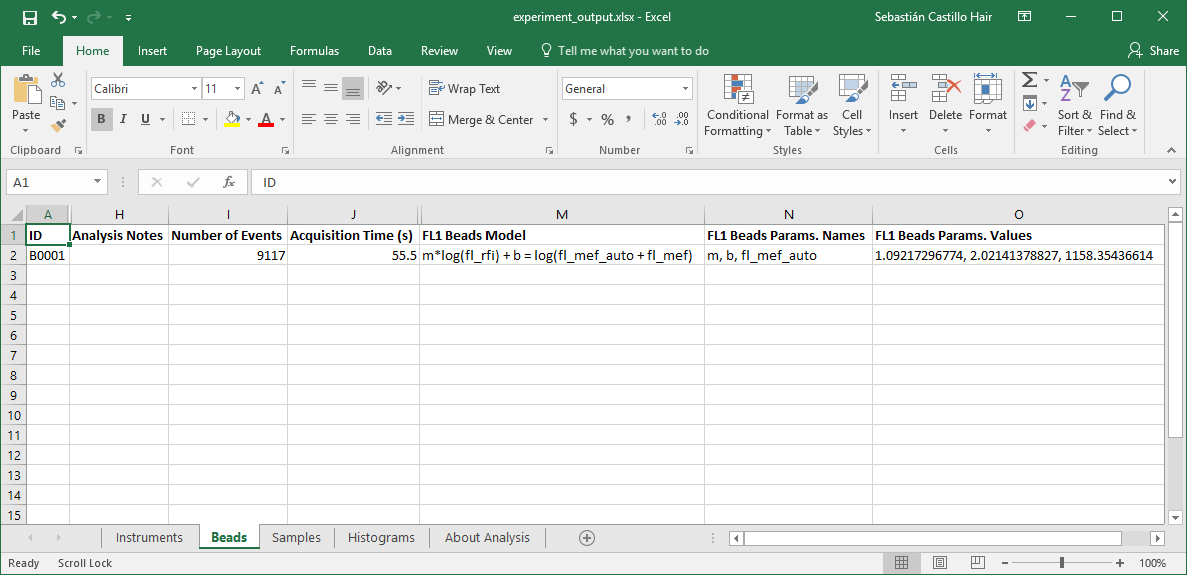 experiment_output.xlsx - Excel
Sebastián Castillo Hair
File Home Insert Page Layout Formulas Data Review View Tell me what you want to do Share
Calibri 11 Wrap Text General
Paste B I U A Merge & Center $ % , Conditional Formatting Format as Table Cell Styles Insert Delete Format Sort & Filter Find & Select
Clipboard Font Alignment Number Styles Cells Editing
A1 fx ID
A H I J M N O
1 ID Analysis Notes Number of Events Acquisition Time (s) FL1 Beads Model FL1 Beads Params. Names FL1 Beads Params. Values
2 B0001 9117 55.5 m*log(fl_rfi) + b = log(fl_mef_auto + fl_mef) m, b, fl_mef_auto 1.09217296774, 2.02141378827, 1158.35436614
3
4
5
6
7
8
9
10
11
12
13
14
15
Instruments Beads Samples Histograms About Analysis
Ready Scroll Lock 100%